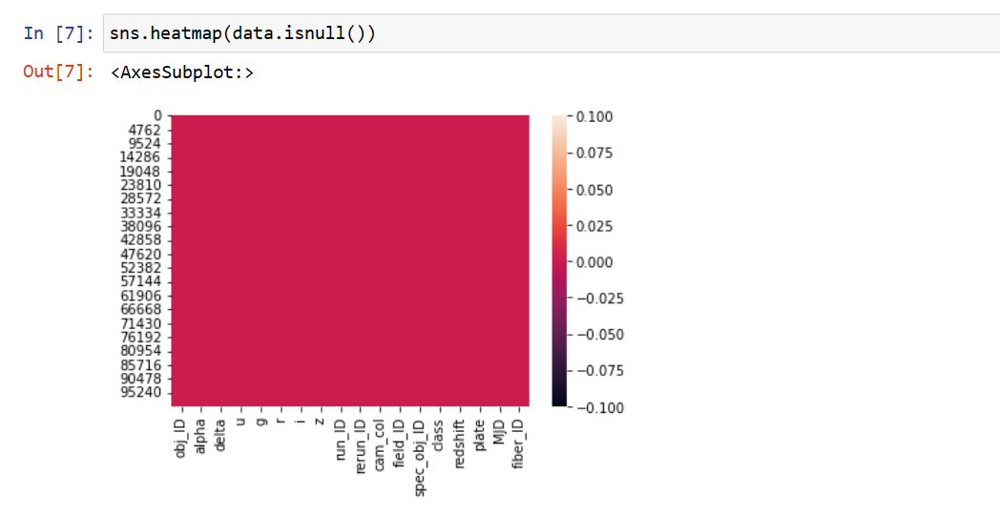 In [7]: sns.heatmap(data.isnull())
Out[7]: <AxesSubplot:>
0
4762
9524
14286
19048
23810
28572
33334
38096
42858
47620
52382
57144
61906
66668
71430
76192
80954
85716
90478
95240
obj_ID
alpha
delta
u
g
r
i
z
run_ID
rerun_ID
cam_col
field_ID
spec_obj_ID
class
redshift
plate
MJD
fiber_ID
0.100
0.075
0.050
0.025
0.000
−0.025
−0.050
−0.075
−0.100